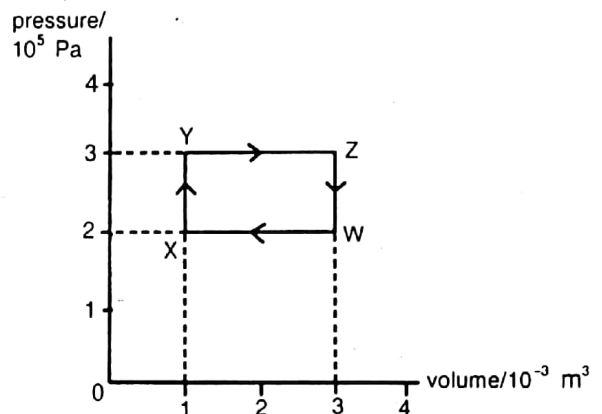 pressure/
10⁵ Pa
4
Y
3
Z
2
W
X
1
0
volume/10⁻³ m³
1 2 3 4